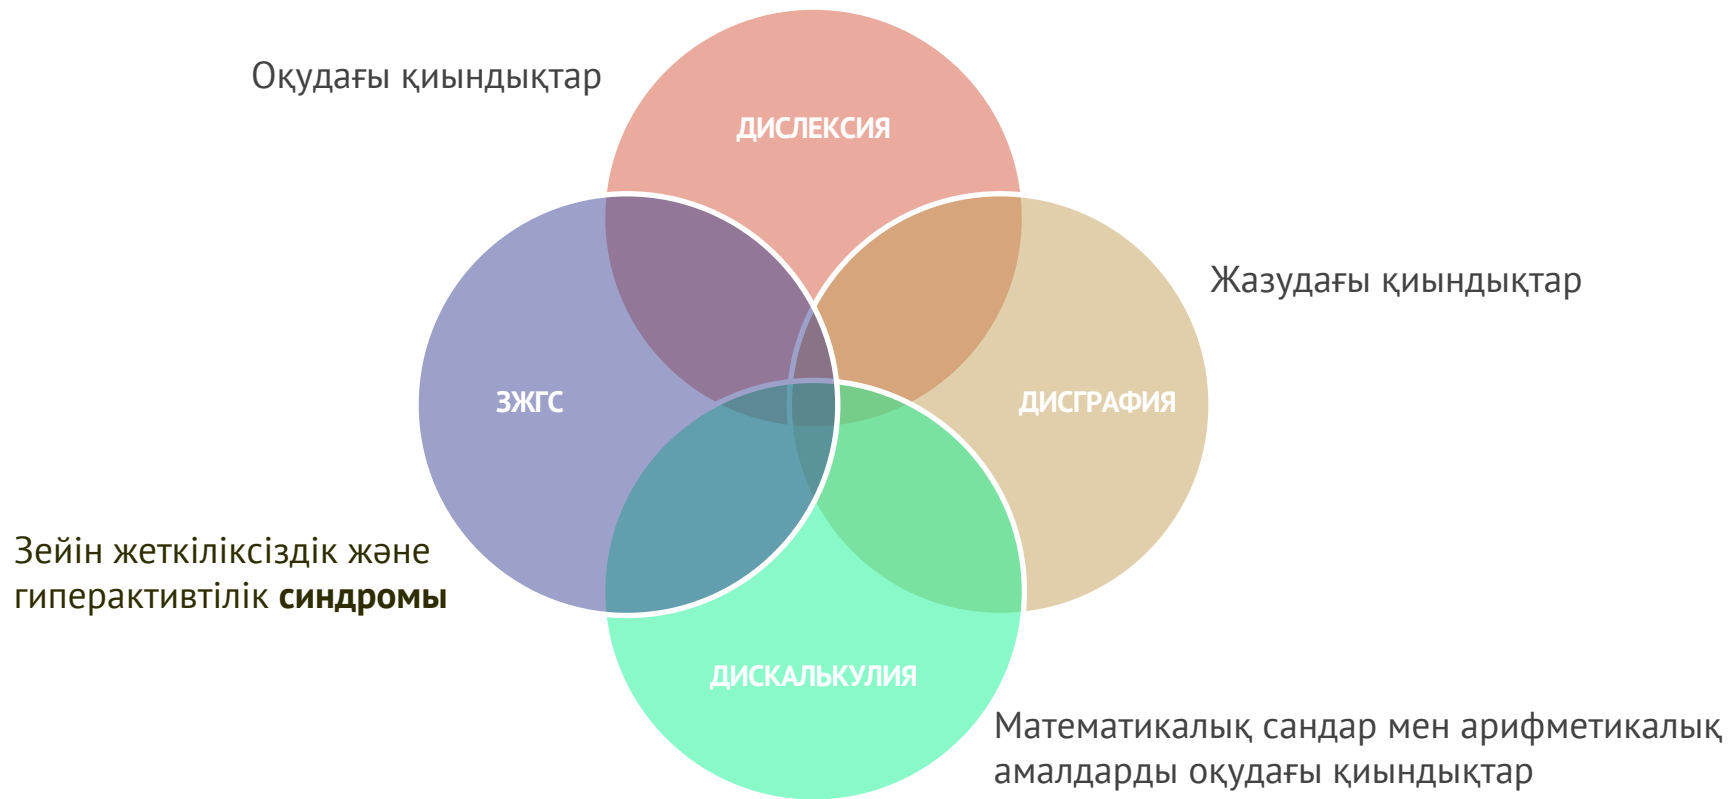 Оқудағы қиындықтар
ДИСЛЕКСИЯ
Жазудағы қиындықтар
ЗЖГС
ДИСГРАФИЯ
Зейін жеткіліксіздік және
гиперактивтілік синдромы
ДИСКАЛЬКУЛИЯ
Математикалық сандар мен арифметикалық
амалдарды оқудағы қиындықтар